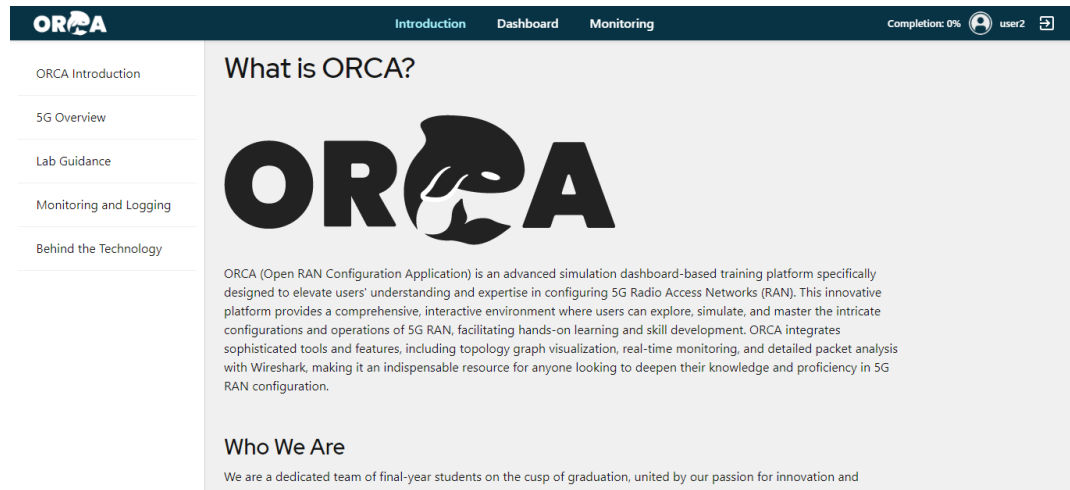 ORCA
Introduction
Dashboard
Monitoring
Completion: 0%
user2
ORCA Introduction
5G Overview
Lab Guidance
Monitoring and Logging
Behind the Technology
What is ORCA?
ORCA
ORCA (Open RAN Configuration Application) is an advanced simulation dashboard-based training platform specifically
designed to elevate users' understanding and expertise in configuring 5G Radio Access Networks (RAN). This innovative
platform provides a comprehensive, interactive environment where users can explore, simulate, and master the intricate
configurations and operations of 5G RAN, facilitating hands-on learning and skill development. ORCA integrates
sophisticated tools and features, including topology graph visualization, real-time monitoring, and detailed packet analysis
with Wireshark, making it an indispensable resource for anyone looking to deepen their knowledge and proficiency in 5G
RAN configuration.
Who We Are
We are a dedicated team of final-year students on the cusp of graduation, united by our passion for innovation and